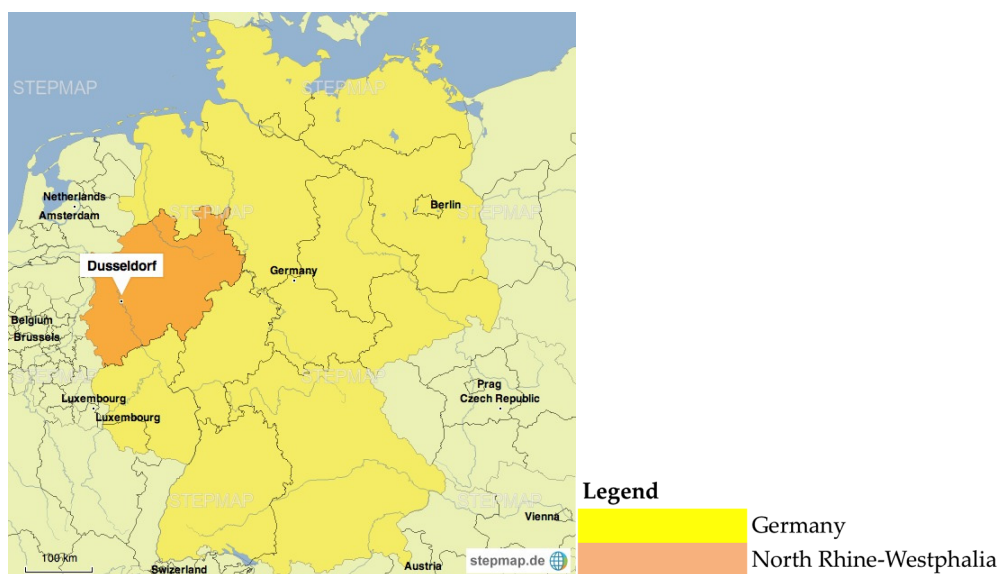 STEPMAP
STEPMAP
Netherlands
Amsterdam
Berlin
STEPMAP
STEPMAP
Dusseldorf
Germany
Belgium
Brussels
STEPMAP
STEPMAP
Prag
Czech Republic
Luxembourg
Luxembourg
STEPMAP
STEPMAP
Vienna
100 km
Swizerland
Austria
stepmap.de
Legend
Germany
North Rhine-Westphalia